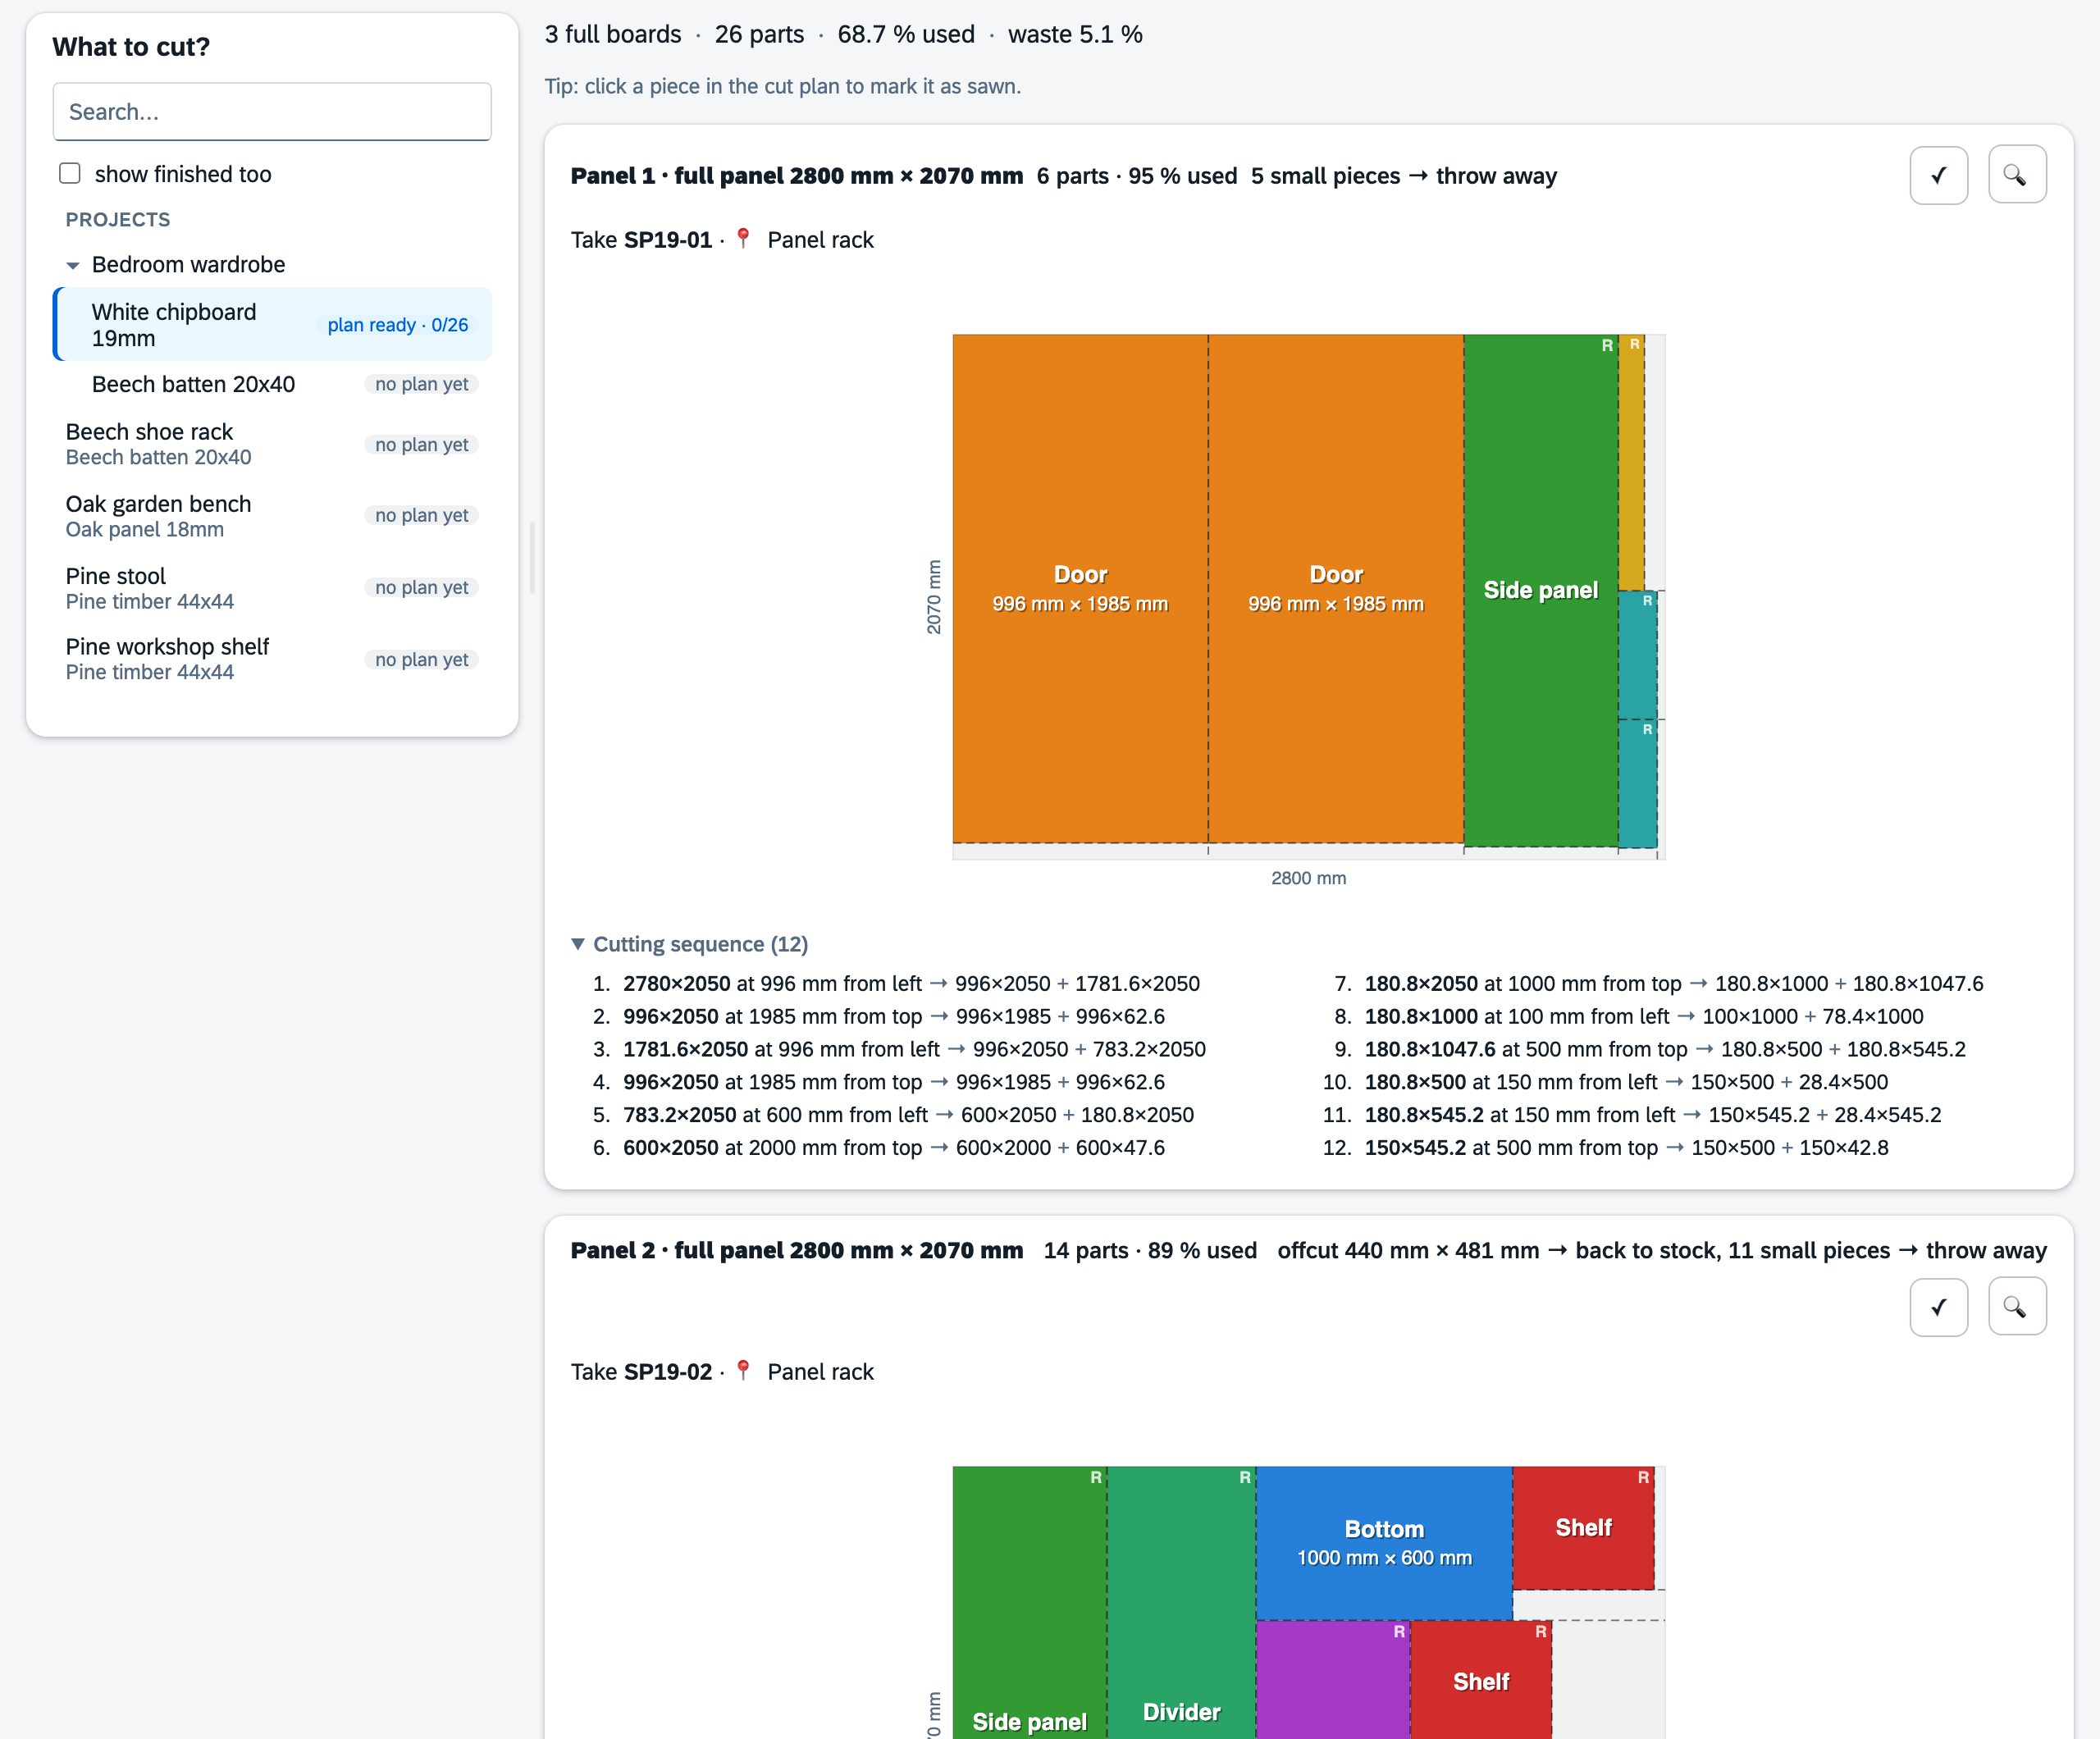 What to cut?
Search...
show finished too
PROJECTS
Bedroom wardrobe
White chipboard 19mm
plan ready · 0/26
Beech batten 20x40
no plan yet
Beech shoe rack
Beech batten 20x40
no plan yet
Oak garden bench
Oak panel 18mm
no plan yet
Pine stool
Pine timber 44x44
no plan yet
Pine workshop shelf
Pine timber 44x44
no plan yet
3 full boards · 26 parts · 68.7 % used · waste 5.1 %
Tip: click a piece in the cut plan to mark it as sawn.
Panel 1 · full panel 2800 mm × 2070 mm 6 parts · 95 % used 5 small pieces → throw away
Take SP19-01 · Panel rack
R
R
Door
996 mm × 1985 mm
Door
996 mm × 1985 mm
Side panel
R
R
2070 mm
2800 mm
Cutting sequence (12)
1. 2780×2050 at 996 mm from left → 996×2050 + 1781.6×2050
2. 996×2050 at 1985 mm from top → 996×1985 + 996×62.6
3. 1781.6×2050 at 996 mm from left → 996×2050 + 783.2×2050
4. 996×2050 at 1985 mm from top → 996×1985 + 996×62.6
5. 783.2×2050 at 600 mm from left → 600×2050 + 180.8×2050
6. 600×2050 at 2000 mm from top → 600×2000 + 600×47.6
7. 180.8×2050 at 1000 mm from top → 180.8×1000 + 180.8×1047.6
8. 180.8×1000 at 100 mm from left → 100×1000 + 78.4×1000
9. 180.8×1047.6 at 500 mm from top → 180.8×500 + 180.8×545.2
10. 180.8×500 at 150 mm from left → 150×500 + 28.4×500
11. 180.8×545.2 at 150 mm from left → 150×545.2 + 28.4×545.2
12. 150×545.2 at 500 mm from top → 150×500 + 150×42.8
Panel 2 · full panel 2800 mm × 2070 mm 14 parts · 89 % used offcut 440 mm × 481 mm → back to stock, 11 small pieces → throw away
Take SP19-02 · Panel rack
R
R
R
Bottom
1000 mm × 600 mm
Shelf
R
R
Shelf
Side panel
Divider
70 mm